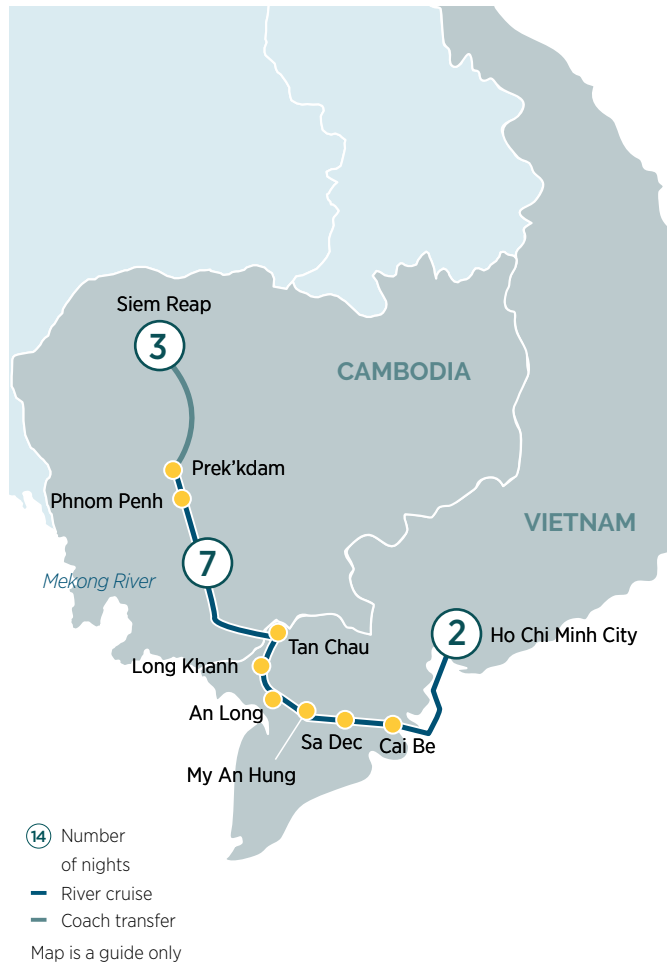 Siem Reap
3
CAMBODIA
Prek’kdam
Phnom Penh
VIETNAM
7
Mekong River
2
Ho Chi Minh City
Tan Chau
Long Khanh
An Long
Sa Dec
Cai Be
My An Hung
14 Number
of nights
River cruise
Coach transfer
Map is a guide only